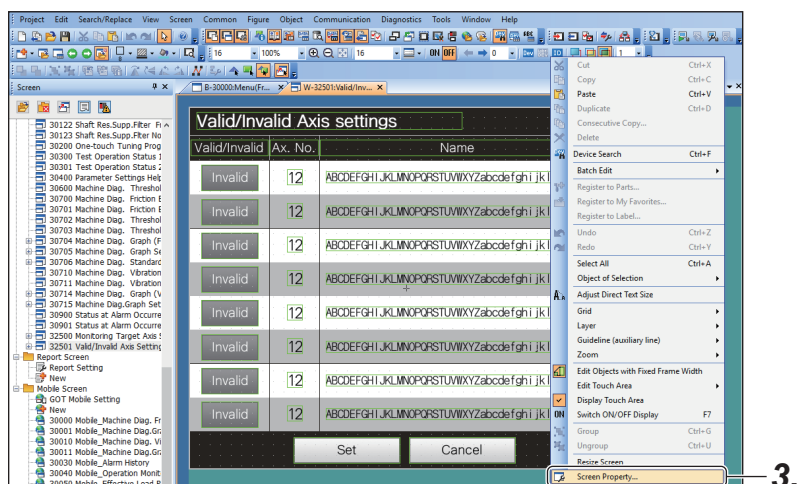 Project Edit Search/Replace View Screen Common Figure Object Communication Diagnostics Tools Window Help
16 100% 16 ON OFF 0 1
Screen
B-30000:Menu(Fr... W-32501:Valid/Inv...
30122 Shaft Res.Supp.Filter Fr
30123 Shaft Res.Supp.Filter No
30200 One-touch Tuning Prog
30300 Test Operation Status 1
30301 Test Operation Status 2
30400 Parameter Settings Help
30600 Machine Diag. Threshol
30700 Machine Diag. Friction E
30701 Machine Diag. Friction E
30702 Machine Diag. Threshol
30703 Machine Diag. Threshol
30704 Machine Diag. Graph (F
30705 Machine Diag. Graph Se
30706 Machine Diag. Standard
30710 Machine Diag. Vibration
30711 Machine Diag. Vibration
30714 Machine Diag. Graph (V
30715 Machine Diag.Graph Set
30900 Status at Alarm Occurre
30901 Status at Alarm Occurre
32500 Monitoring Target Axis S
32501 Valid/Invalid Axis Setting
Report Screen
Report Setting
New
Mobile Screen
GOT Mobile Setting
New
30000 Mobile_Machine Diag. Fr
30001 Mobile_Machine Diag.Gra
30010 Mobile_Machine Diag. Vi
30011 Mobile_Machine Diag.Gra
30030 Mobile_Alarm History
30040 Mobile_Operation Monit
Valid/Invalid Axis settings
Valid/Invalid Ax. No. Name
Invalid 12 ABCDEFGHIJKLMNOPQRSTUVWXYZabcdefghijkl
Invalid 12 ABCDEFGHIJKLMNOPQRSTUVWXYZabcdefghijkl
Invalid 12 ABCDEFGHIJKLMNOPQRSTUVWXYZabcdefghijkl
Invalid 12 ABCDEFGHIJKLMNOPQRSTUVWXYZabcdefghijkl
Invalid 12 ABCDEFGHIJKLMNOPQRSTUVWXYZabcdefghijkl
Invalid 12 ABCDEFGHIJKLMNOPQRSTUVWXYZabcdefghijkl
Invalid 12 ABCDEFGHIJKLMNOPQRSTUVWXYZabcdefghijkl
Invalid 12 ABCDEFGHIJKLMNOPQRSTUVWXYZabcdefghijkl
Set Cancel
Cut Ctrl+X
Copy Ctrl+C
Paste Ctrl+V
Duplicate Ctrl+D
Consecutive Copy...
Delete
Device Search Ctrl+F
Batch Edit
Register to Parts...
Register to My Favorites...
Register to Label...
Undo Ctrl+Z
Redo Ctrl+Y
Select All Ctrl+A
Object of Selection
Adjust Direct Text Size
Grid
Layer
Guideline (auxiliary line)
Zoom
Edit Objects with Fixed Frame Width
Edit Touch Area
Display Touch Area
ON Switch ON/OFF Display F7
Group Ctrl+G
Ungroup Ctrl+U
Resize Screen
Screen Property...
3.